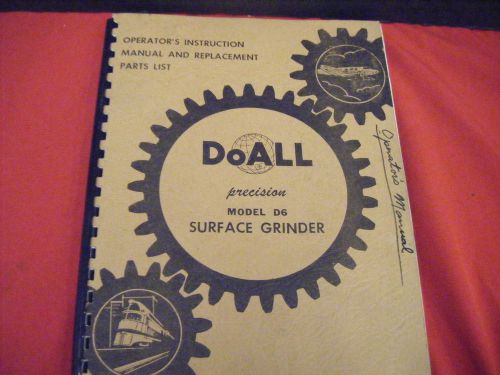 OPERATOR'S INSTRUCTION
MANUAL AND REPLACEMENT
PARTS LIST
DoALL
precision
MODEL D6
SURFACE GRINDER
Operator's Manual